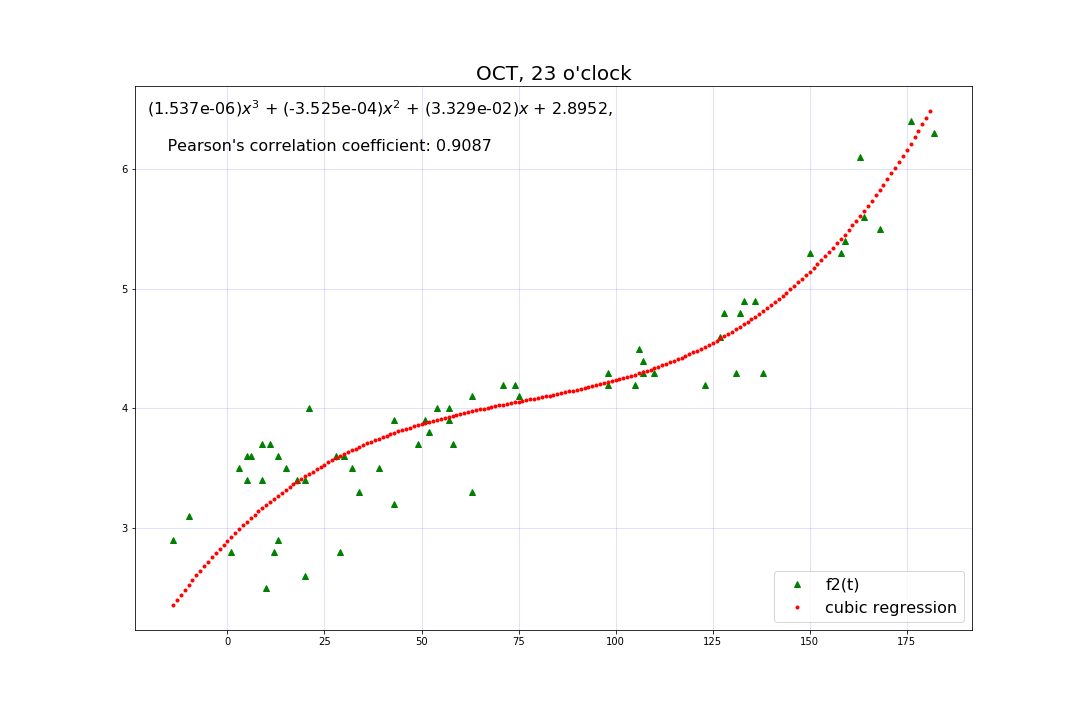 OCT, 23 o'clock
(1.537e-06)x³ + (-3.525e-04)x² + (3.329e-02)x + 2.8952,
Pearson's correlation coefficient: 0.9087
6
5
4
3
f2(t)
cubic regression
0 25 50 75 100 125 150 175